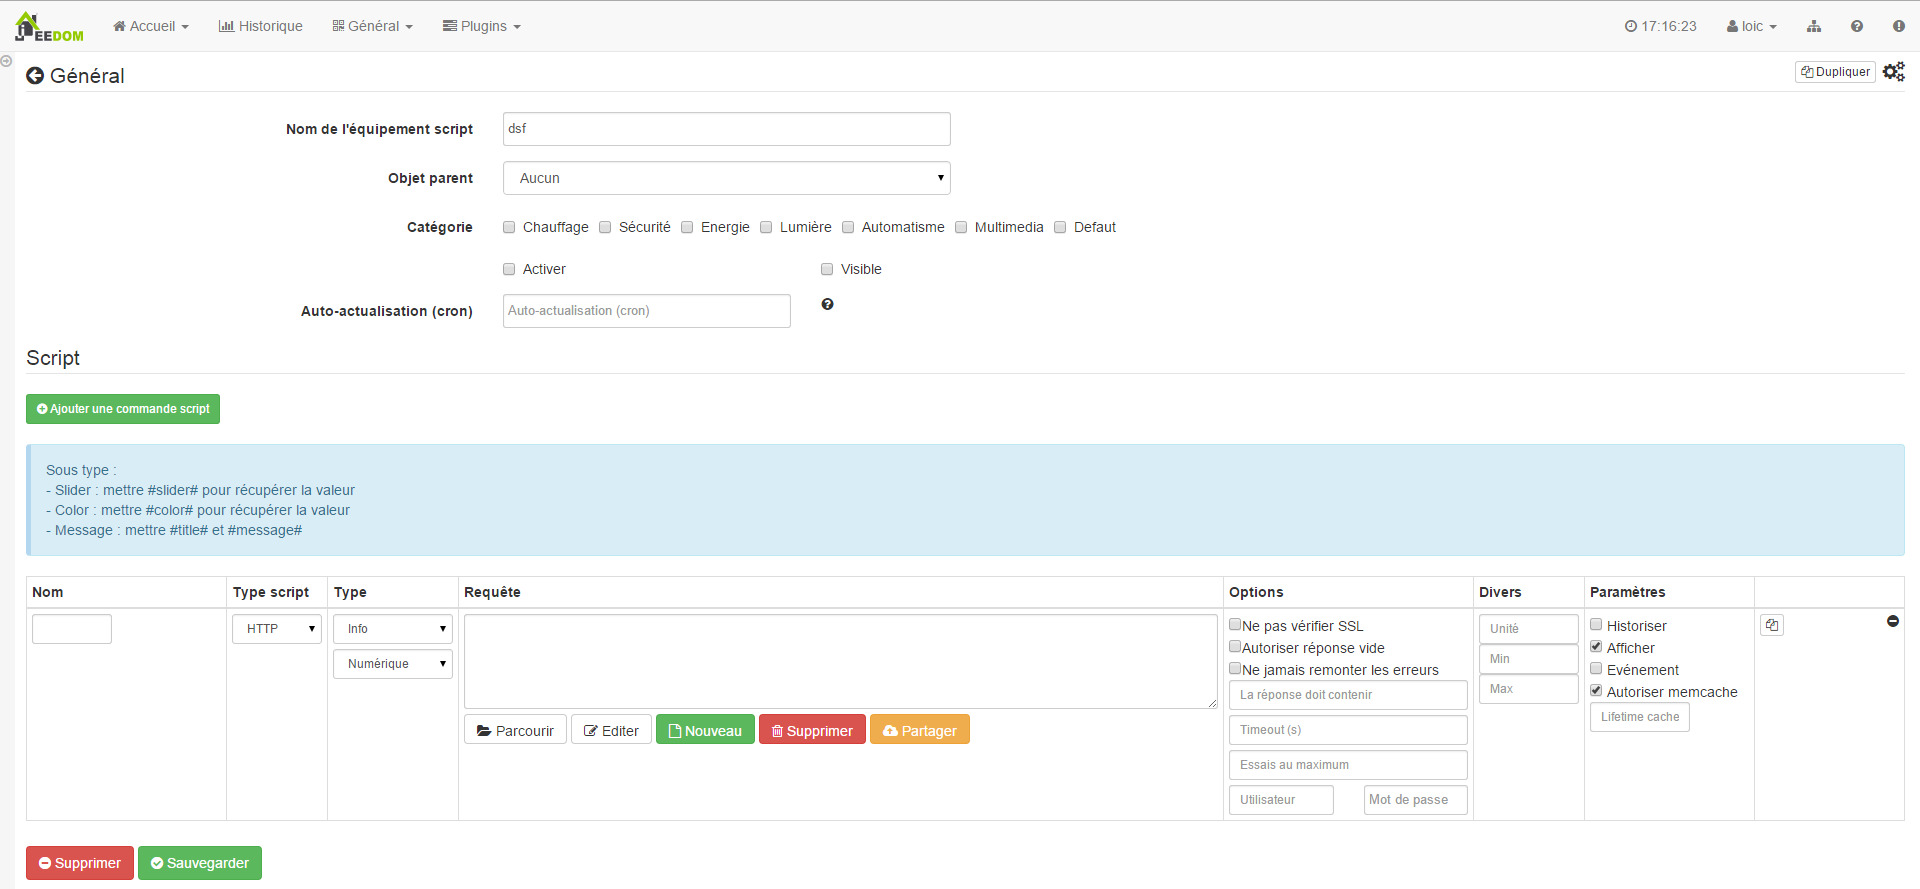 JEEDOM
Accueil
Historique
Général
Plugins
17:16:23
loic
Général
Dupliquer
Nom de l'équipement script
dsf
Objet parent
Aucun
Catégorie
Chauffage
Sécurité
Energie
Lumière
Automatisme
Multimedia
Defaut
Activer
Visible
Auto-actualisation (cron)
Auto-actualisation (cron)
Script
Ajouter une commande script
Sous type :
- Slider : mettre #slider# pour récupérer la valeur
- Color : mettre #color# pour récupérer la valeur
- Message : mettre #title# et #message#
Nom
Type script
Type
Requête
Options
Divers
Paramètres
HTTP
Info
Numérique
Parcourir
Editer
Nouveau
Supprimer
Partager
Ne pas vérifier SSL
Autoriser réponse vide
Ne jamais remonter les erreurs
La réponse doit contenir
Timeout (s)
Essais au maximum
Utilisateur
Mot de passe
Unité
Min
Max
Historiser
Afficher
Evénement
Autoriser memcache
Lifetime cache
Supprimer
Sauvegarder